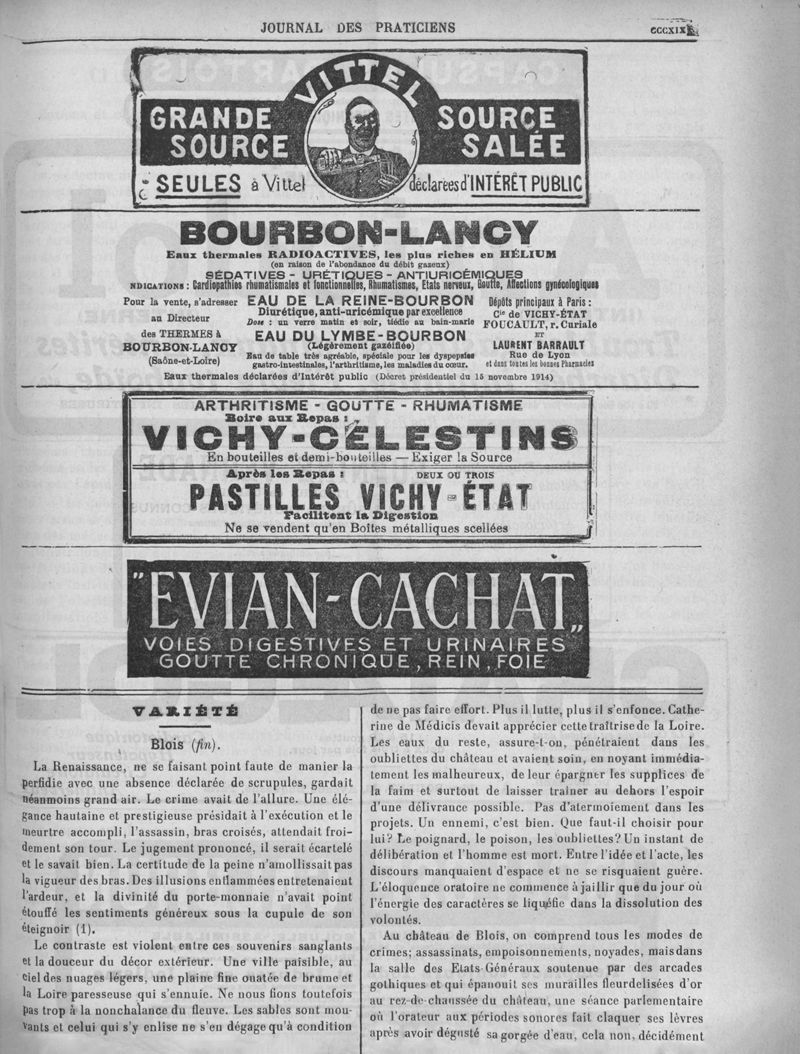 JOURNAL DES PRATICIENS
CCCXIX
VITTEL
GRANDE
SOURCE
SOURCE
SALÉE
SEULES à Vittel
déclarées d'INTÉRÊT PUBLIC
BOURBON-LANCY
Eaux thermales RADIOACTIVES, les plus riches en HÉLIUM
(en raison de l'abondance du débit gazeux)
SÉDATIVES - URÉTIQUES - ANTIURICÉMIQUES
NDICATIONS : Cardiopathies rhumatismales et fonctionnelles, Rhumatismes, Etats nerveux, Goutte, Affections gynécologiques
Pour la vente, s'adresser
au Directeur
des THERMES à
BOURBON-LANCY
(Saône-et-Loire)
EAU DE LA REINE-BOURBON
Diurétique, anti-uricémique par excellence
Dose : un verre matin et soir, tiédie au bain-marie
EAU DU LYMBE-BOURBON
(Légèrement gazéifiée)
Eau de table très agréable, spéciale pour les dyspepsies
gastro-intestinales, l'arthritisme, les maladies du cœur.
Dépôts principaux à Paris :
Cie de VICHY-ÉTAT
FOUCAULT, r. Curiale
ET
LAURENT BARRAULT
Rue de Lyon
et dans toutes les bonnes Pharmacies
Eaux thermales déclarées d'Intérêt public (Décret présidentiel du 15 novembre 1914)
ARTHRITISME - GOUTTE - RHUMATISME
Boire aux Repas :
VICHY-CÉLESTINS
En bouteilles et demi-bouteilles — Exiger la Source
Après les Repas : DEUX OU TROIS
PASTILLES VICHY-ÉTAT
Facilitent la Digestion
Ne se vendent qu'en Boîtes métalliques scellées
"EVIAN-CACHAT„
VOIES DIGESTIVES ET URINAIRES
GOUTTE CHRONIQUE, REIN, FOIE
VARIÉTÉ
Blois (fin).
La Renaissance, ne se faisant point faute de manier la
perfidie avec une absence déclarée de scrupules, gardait
néanmoins grand air. Le crime avait de l'allure. Une élé-
gance hautaine et prestigieuse présidait à l'exécution et le
meurtre accompli, l'assassin, bras croisés, attendait froi-
dement son tour. Le jugement prononcé, il serait écartelé
et le savait bien. La certitude de la peine n'amollissait pas
la vigueur des bras. Des illusions enflammées entretenaient
l'ardeur, et la divinité du porte-monnaie n'avait point
étouffé les sentiments généreux sous la cupule de son
éteignoir (1).
Le contraste est violent entre ces souvenirs sanglants
et la douceur du décor extérieur. Une ville paisible, au
ciel des nuages légers, une plaine fine ouatée de brume et
la Loire paresseuse qui s'ennuie. Ne nous fions toutefois
pas trop à la nonchalance du fleuve. Les sables sont mou-
vants et celui qui s'y enlise ne s'en dégage qu'à condition
de ne pas faire effort. Plus il lutte, plus il s'enfonce. Cathe-
rine de Médicis devait apprécier cette traîtrise de la Loire.
Les eaux du reste, assure-t-on, pénétraient dans les
oubliettes du château et avaient soin, en noyant immédia-
tement les malheureux, de leur épargner les supplices de
la faim et surtout de laisser traîner au dehors l'espoir
d'une délivrance possible. Pas d'atermoiement dans les
projets. Un ennemi, c'est bien. Que faut-il choisir pour
lui? Le poignard, le poison, les oubliettes? Un instant de
délibération et l'homme est mort. Entre l'idée et l'acte, les
discours manquaient d'espace et ne se risquaient guère.
L'éloquence oratoire ne commence à jaillir que du jour où
l'énergie des caractères se liquéfie dans la dissolution des
volontés.
Au château de Blois, on comprend tous les modes de
crimes; assassinats, empoisonnements, noyades, mais dans
la salle des Etats-Généraux soutenue par des arcades
gothiques et qui épanouit ses murailles fleurdelisées d'or
au rez-de-chaussée du château, une séance parlementaire
où l'orateur aux périodes sonores fait claquer ses lèvres
après avoir dégusté sa gorgée d'eau, cela non, décidément